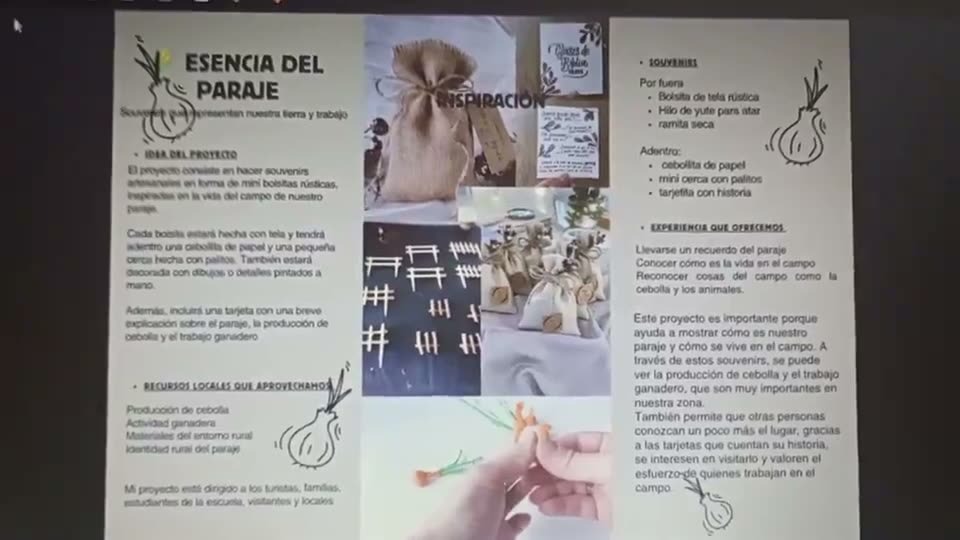 ESENCIA DEL
PARAJE
Souvenirs que representan nuestra tierra y trabajo
IDEA DEL PROYECTO
El proyecto consiste en hacer souvenirs
artesanales en forma de mini bolsitas rústicas,
inspiradas en la vida del campo de nuestro
paraje.
Cada bolsita estará hecha con tela y tendrá
adentro una cebollita de papel y una pequeña
cerca hecha con palitos. También estará
decorada con dibujos o detalles pintados a
mano.
Además, incluirá una tarjeta con una breve
explicación sobre el paraje, la producción de
cebolla y el trabajo ganadero
RECURSOS LOCALES QUE APROVECHAMOS
Producción de cebolla
Actividad ganadera
Materiales del entorno rural
Identidad rural del paraje
Mi proyecto está dirigido a los turistas, familias,
estudiantes de la escuela, visitantes y locales
INSPIRACIÓN
SOUVENIRS
Por fuera
Bolsita de tela rústica
Hilo de yute para atar
ramita seca
Adentro:
cebollita de papel
mini cerca con palitos
tarjetita con historia
EXPERIENCIA QUE OFRECEMOS
Llevarse un recuerdo del paraje
Conocer cómo es la vida en el campo
Reconocer cosas del campo como la
cebolla y los animales.
Este proyecto es importante porque
ayuda a mostrar cómo es nuestro
paraje y cómo se vive en el campo. A
través de estos souvenirs, se puede
ver la producción de cebolla y el trabajo
ganadero, que son muy importantes en
nuestra zona.
También permite que otras personas
conozcan un poco más el lugar, gracias
a las tarjetas que cuentan su historia,
se interesen en visitarlo y valoren el
esfuerzo de quienes trabajan en el
campo.